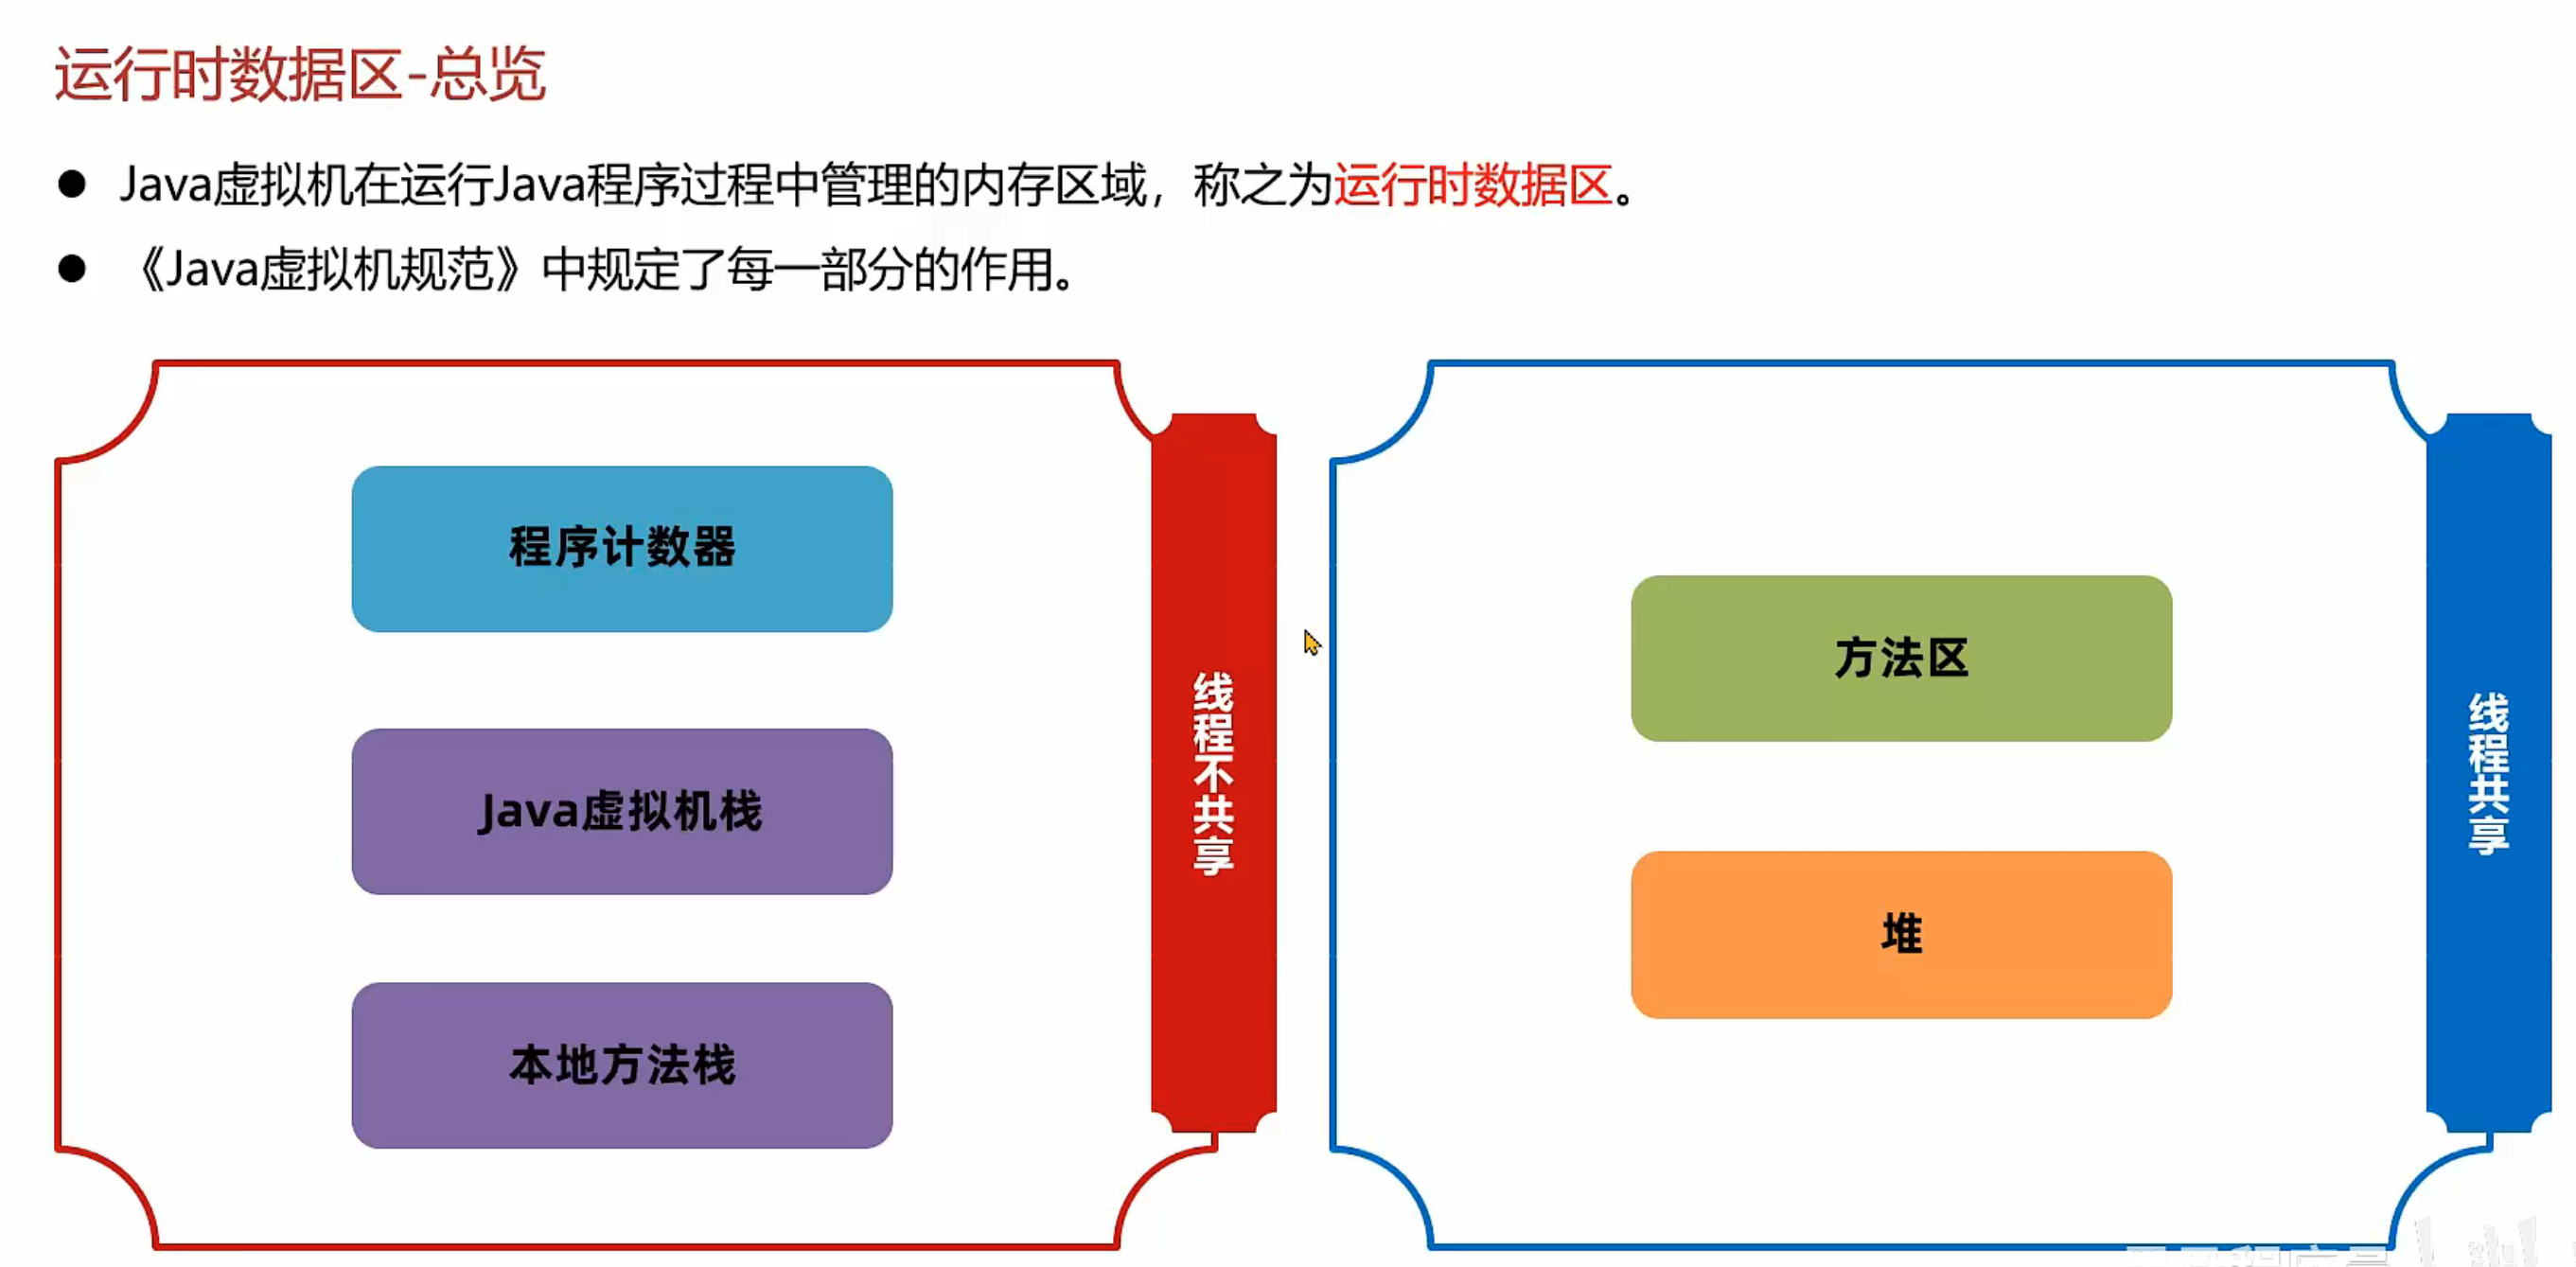 运行时数据区-总览
Java虚拟机在运行Java程序过程中管理的内存区域，称之为运行时数据区。
《Java虚拟机规范》中规定了每一部分的作用。
程序计数器
Java虚拟机栈
本地方法栈
线程不共享
方法区
堆
线程共享